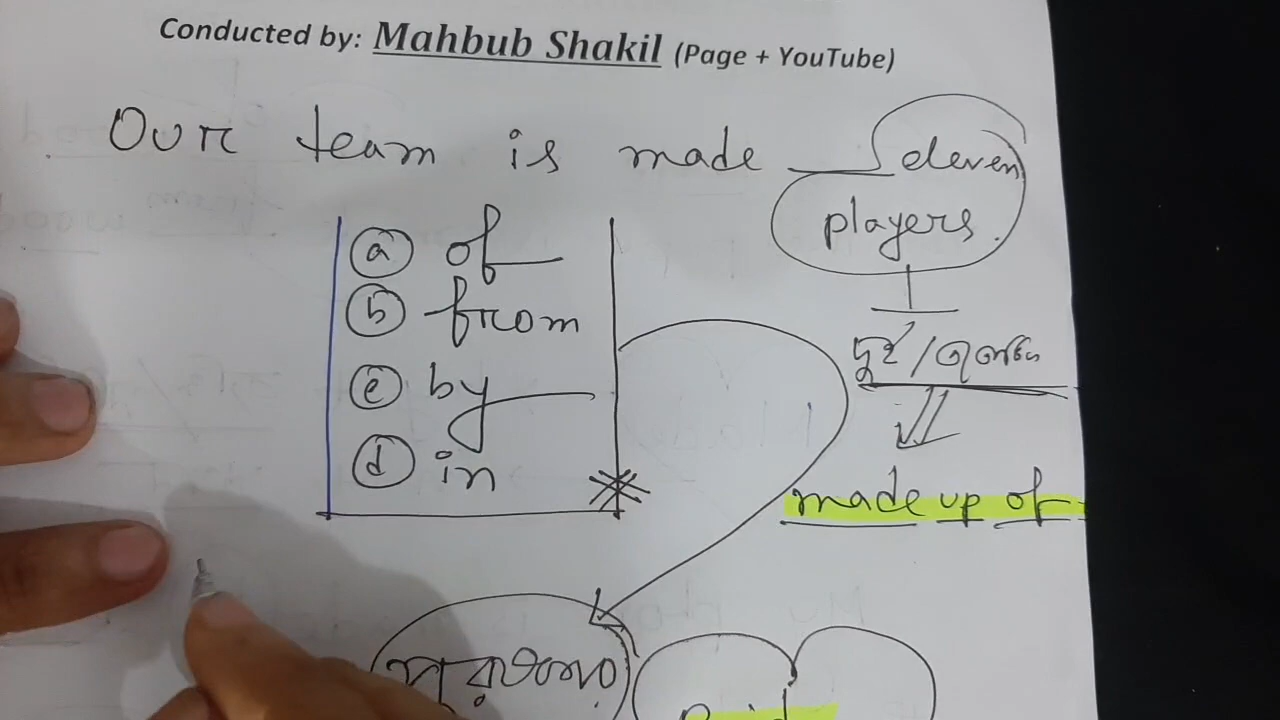 Conducted by: Mahbub Shakil (Page + YouTube)
Our team is made ___ eleven
players.
ⓐ of
ⓑ from
ⓒ by
ⓓ in
দুই /
made up of